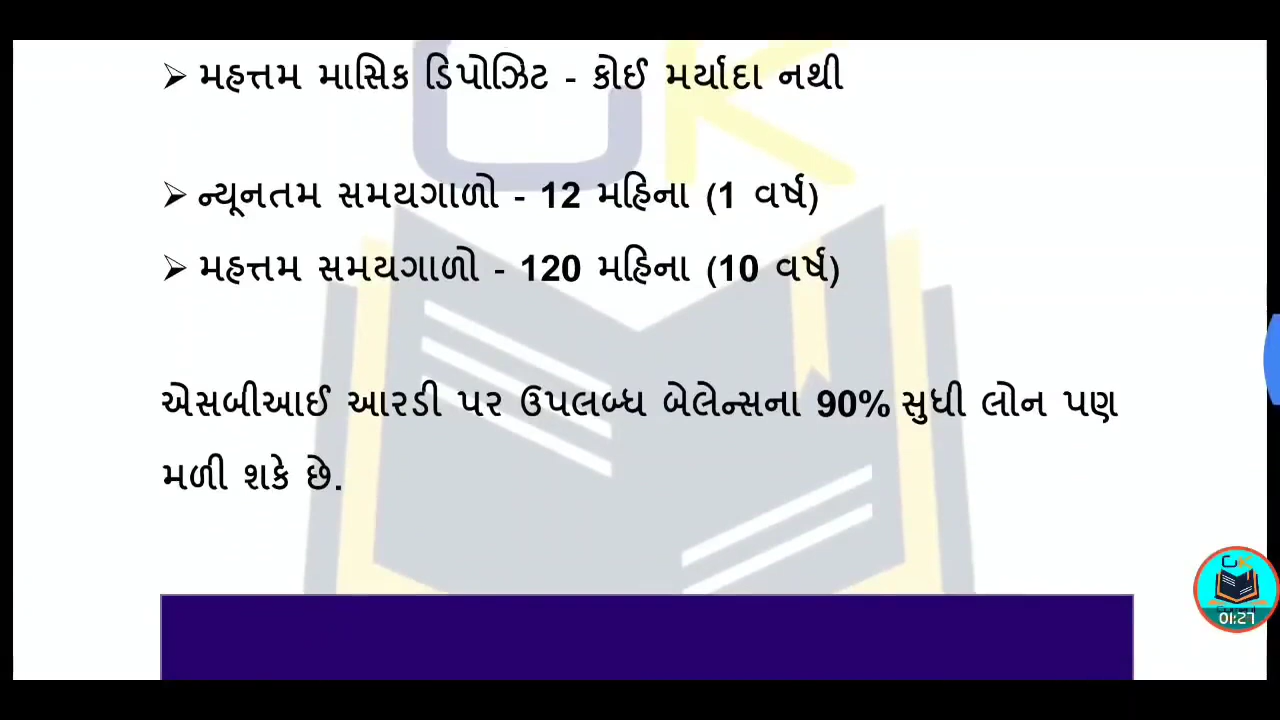 ➢ મહત્તમ માસિક ડિપોઝિટ - કોઈ મર્યાદા નથી
➢ ન્યૂનતમ સમયગાળો - 12 મહિના (1 વર્ષ)
➢ મહત્તમ સમયગાળો - 120 મહિના (10 વર્ષ)
એસબીઆઈ આરડી પર ઉપલબ્ધ બેલેન્સના 90% સુધી લોન પણ
મળી શકે છે.
01:27